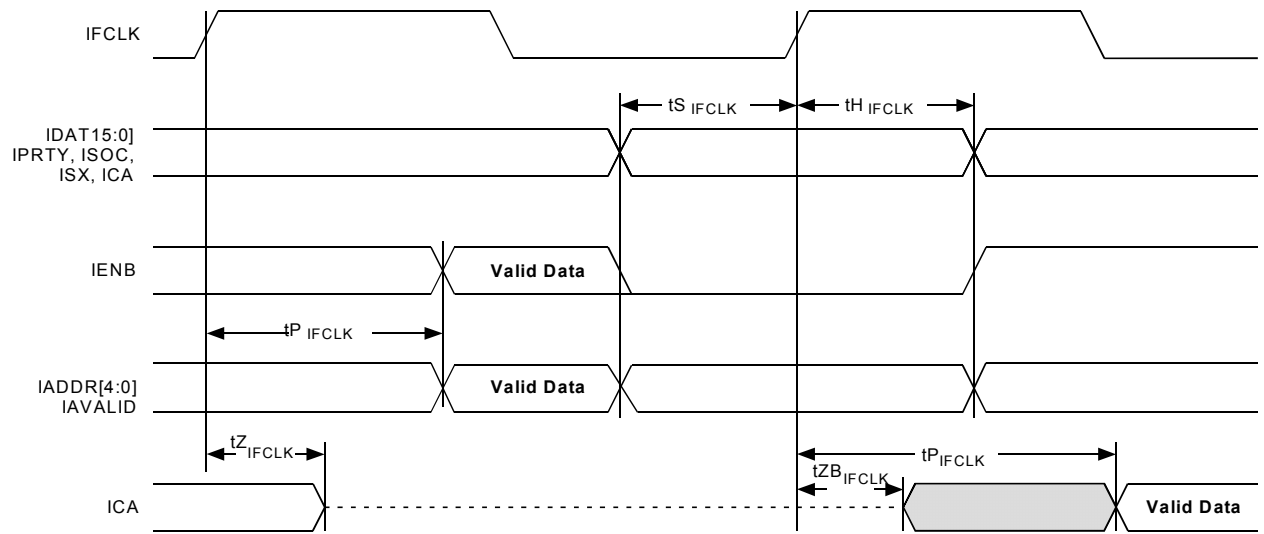 IFCLK
tS IFCLK
tH IFCLK
IDAT15:0]
IPRTY, ISOC,
ISX, ICA
IENB
Valid Data
tP IFCLK
IADDR[4:0]
IAVALID
Valid Data
tZIFCLK
tPIFCLK
tZBIFCLK
ICA
Valid Data